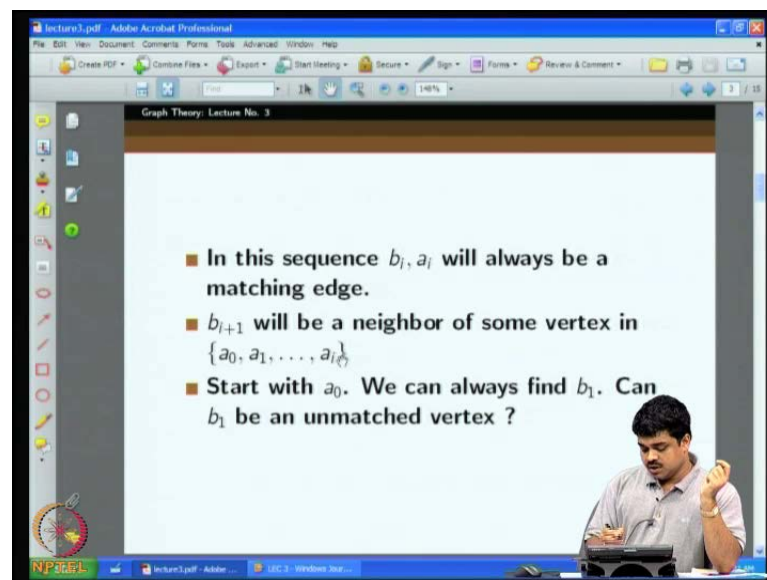 lecture3.pdf - Adobe Acrobat Professional
File Edit View Document Comments Forms Tools Advanced Window Help
Create PDF Combine Files Export Start Meeting Secure Sign Forms Review & Comment
146% 3 / 15
Graph Theory: Lecture No. 3
In this sequence b_i, a_i will always be a
matching edge.
b_{i+1} will be a neighbor of some vertex in
{a_0, a_1, . . . , a_i}
Start with a_0. We can always find b_1. Can
b_1 be an unmatched vertex ?
NPTEL lecture3.pdf - Adobe ... LEC 3 - Windows Jour... AM